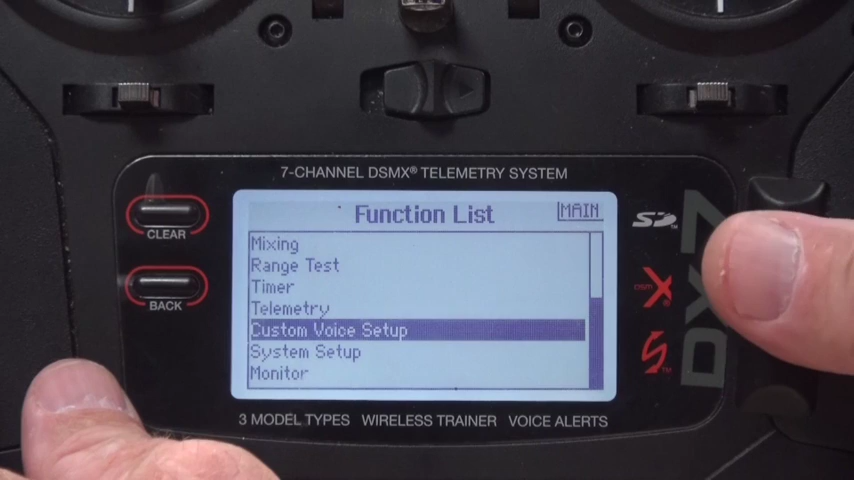 7-CHANNEL DSMX® TELEMETRY SYSTEM
Function List
MAIN
CLEAR
BACK
Mixing
Range Test
Timer
Telemetry
Custom Voice Setup
System Setup
Monitor
SD
DSM X®
DX7
3 MODEL TYPES WIRELESS TRAINER VOICE ALERTS